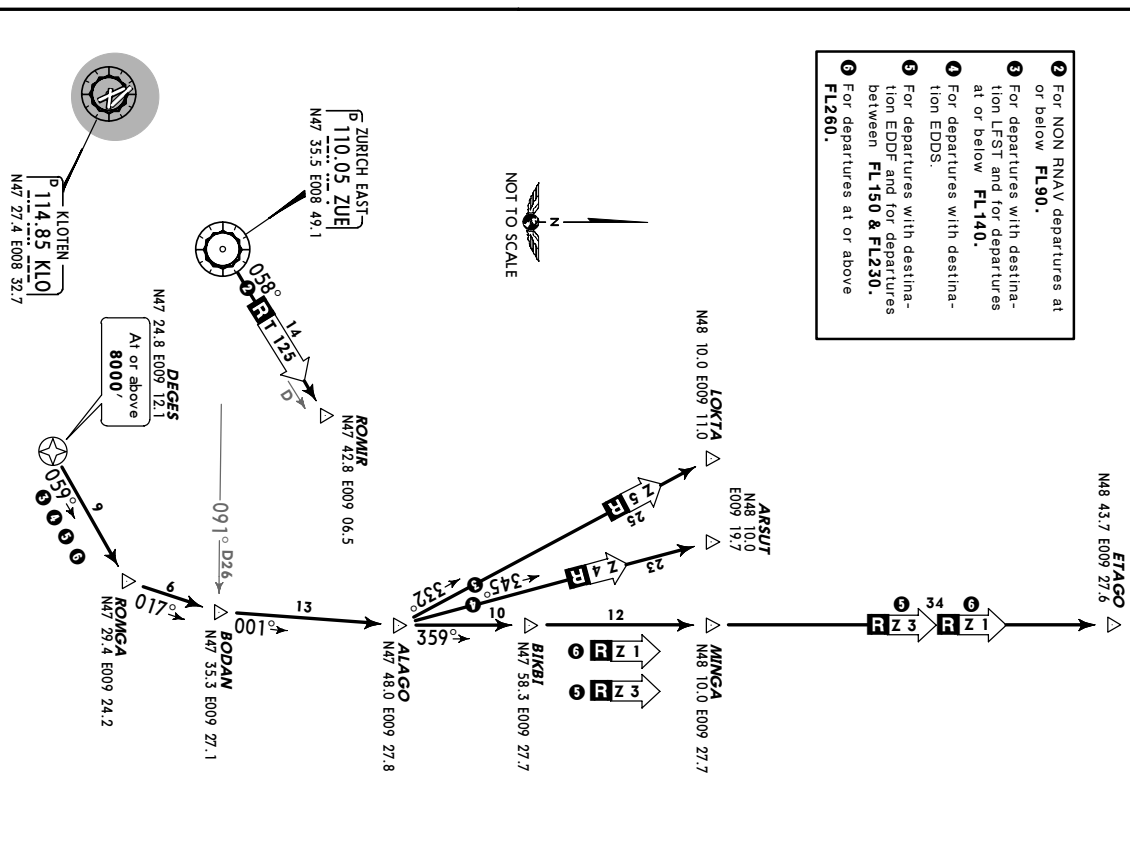 ❷ For NON RNAV departures at
or below FL90.
❸ For departures with destina-
tion LFST and for departures
at or below FL140.
❹ For departures with destina-
tion EDDS.
❺ For departures with destina-
tion EDDF and for departures
between FL150 & FL230.
❻ For departures at or above
FL260.
ETAGO
N48 43.7 E009 27.6
❺ 34 ❻
R Z 3
R Z 1
LOKTA
N48 10.0 E009 11.0
ARSUT
N48 10.0
E009 19.7
MINGA
N48 10.0 E009 27.7
NOT TO SCALE
N
R Z 5
25
R Z 4
23
12
❻ R Z 1
❺ R Z 3
BIKBI
N47 58.3 E009 27.7
332°
❸
345°
❹
10
359°
ALAGO
N47 48.0 E009 27.8
ZURICH EAST
D 110.05 ZUE
N47 35.5 E008 49.1
058°
❷ R T 125
14
D
ROMIR
N47 42.8 E009 06.5
13
001°
091° D26
BODAN
N47 35.3 E009 27.1
6
017°
ROMGA
N47 29.4 E009 24.2
9
059°
❸ ❹ ❺ ❻
DEGES
N47 24.8 E009 12.1
At or above
8000'
KLOTEN
D 114.85 KLO
N47 27.4 E008 32.7